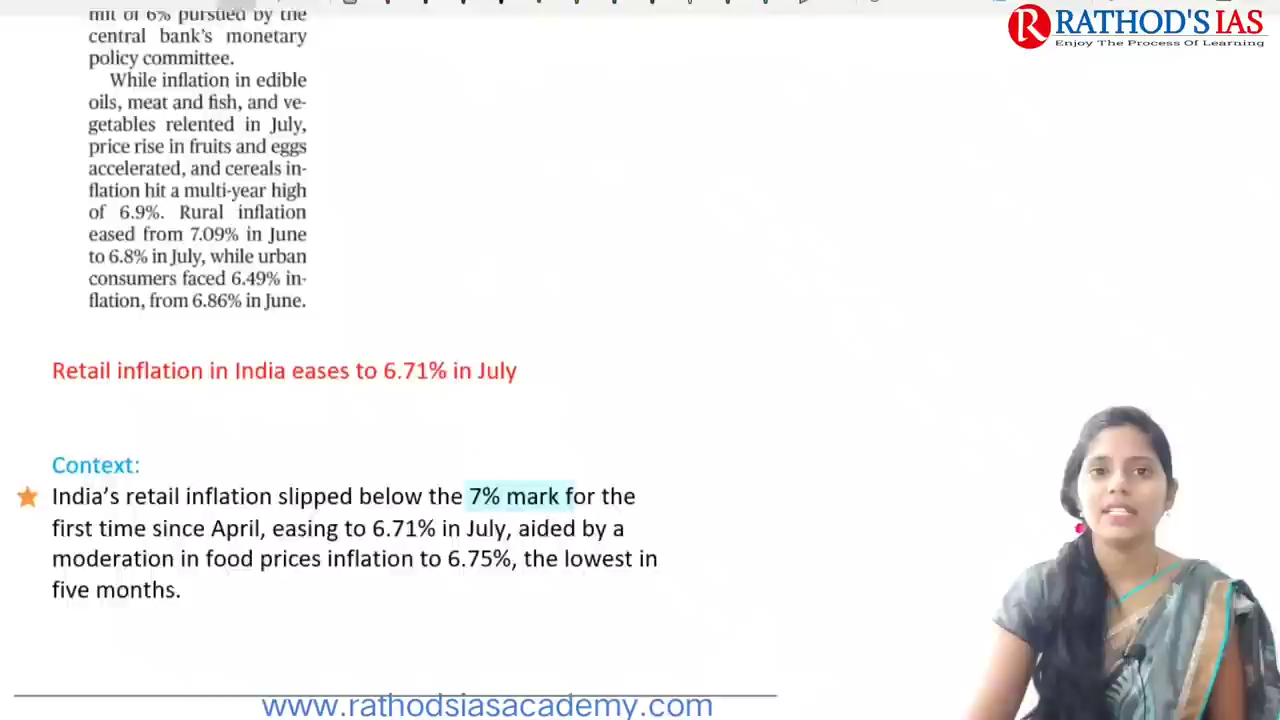 mit of 6% pursued by the
central bank's monetary
policy committee.
While inflation in edible
oils, meat and fish, and ve-
getables relented in July,
price rise in fruits and eggs
accelerated, and cereals in-
flation hit a multi-year high
of 6.9%. Rural inflation
eased from 7.09% in June
to 6.8% in July, while urban
consumers faced 6.49% in-
flation, from 6.86% in June.
RATHOD'S IAS
Enjoy The Process Of Learning
Retail inflation in India eases to 6.71% in July
Context:
India's retail inflation slipped below the 7% mark for the
first time since April, easing to 6.71% in July, aided by a
moderation in food prices inflation to 6.75%, the lowest in
five months.
www.rathodsiasacademy.com